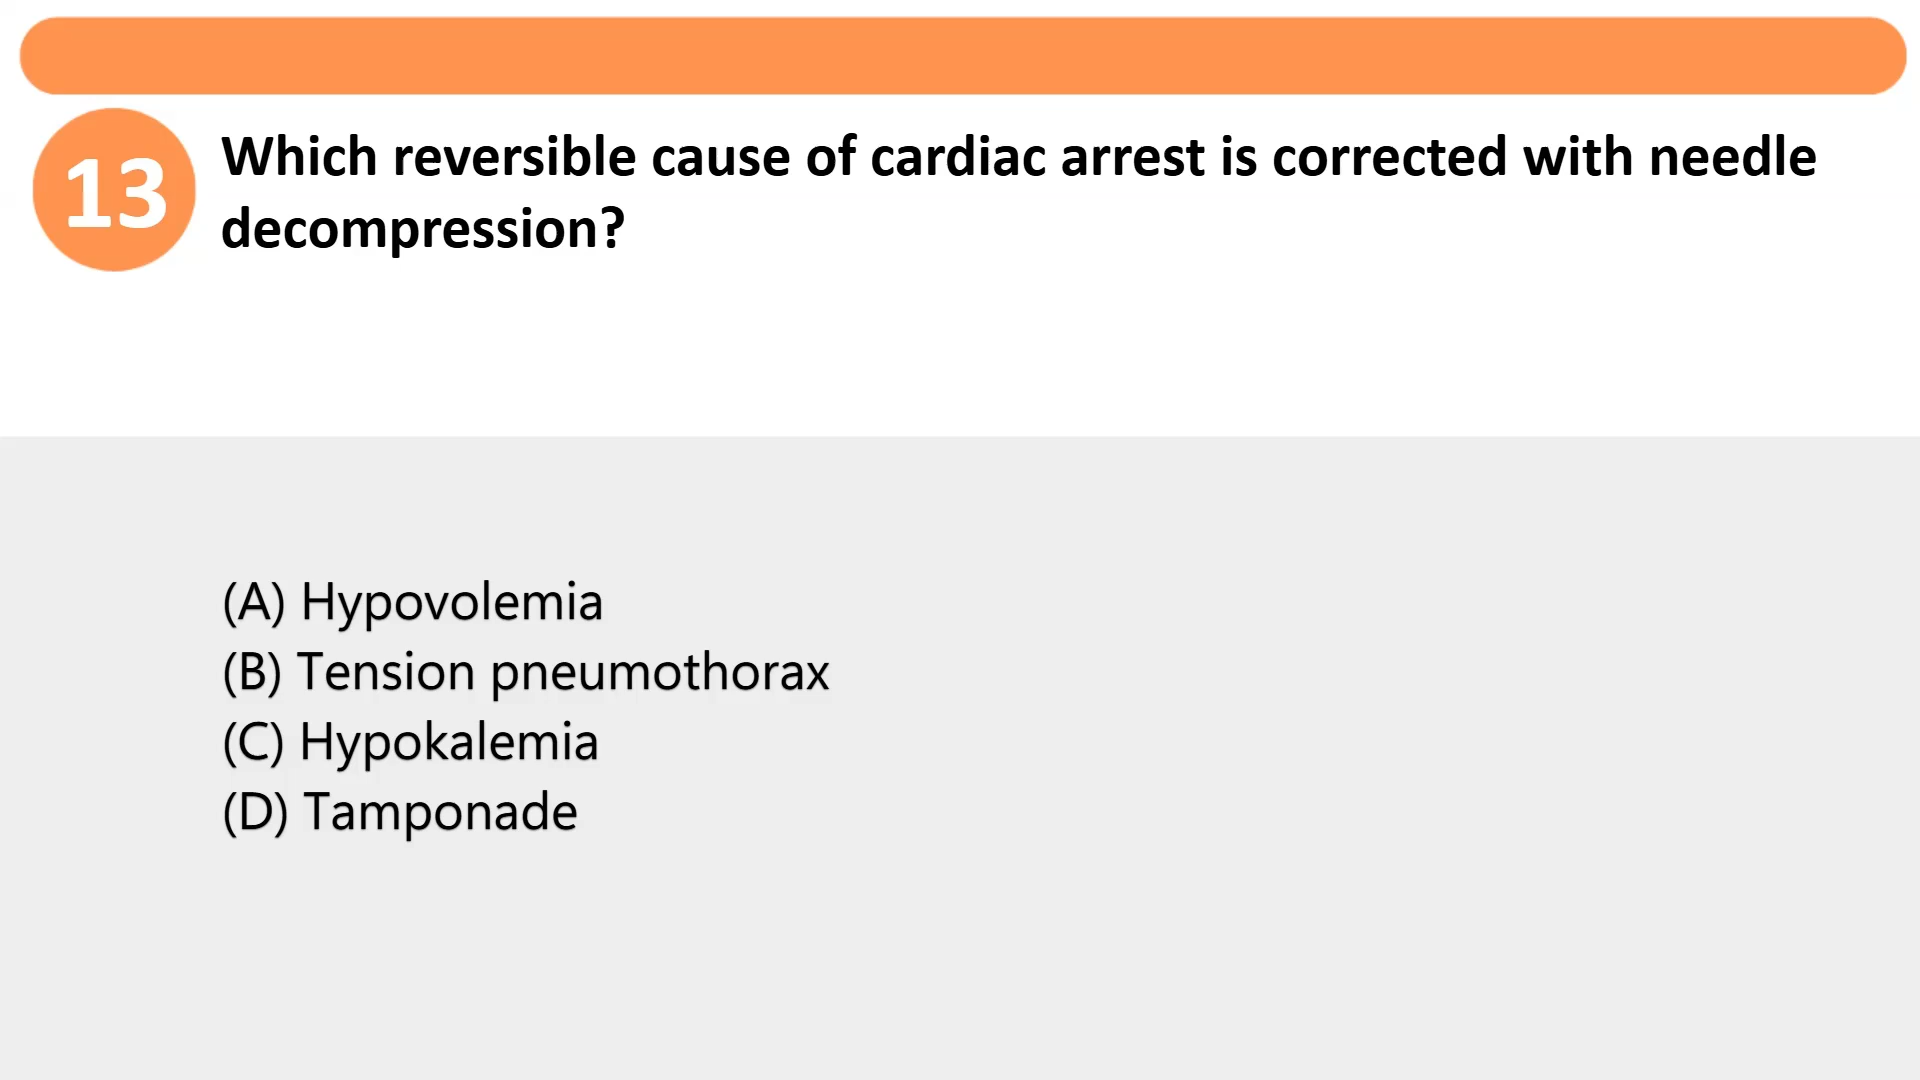 13
Which reversible cause of cardiac arrest is corrected with needle
decompression?
(A) Hypovolemia
(B) Tension pneumothorax
(C) Hypokalemia
(D) Tamponade